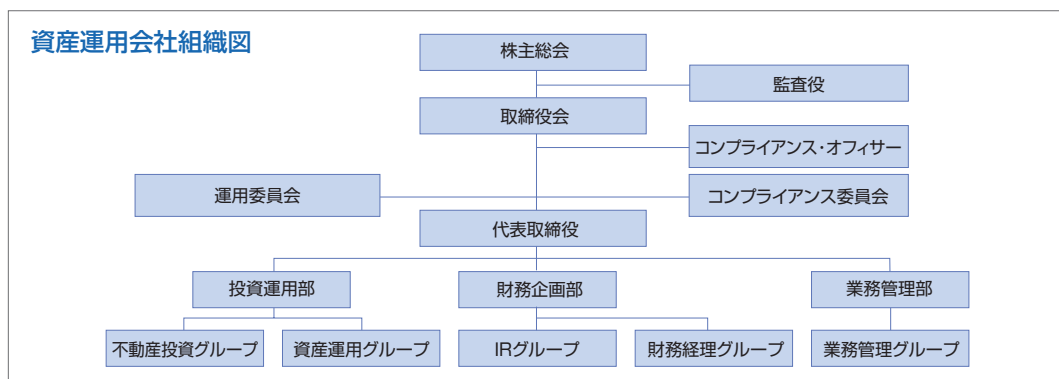 資産運用会社組織図
株主総会
監査役
取締役会
コンプライアンス・オフィサー
運用委員会
コンプライアンス委員会
代表取締役
投資運用部
財務企画部
業務管理部
不動産投資グループ
資産運用グループ
IRグループ
財務経理グループ
業務管理グループ